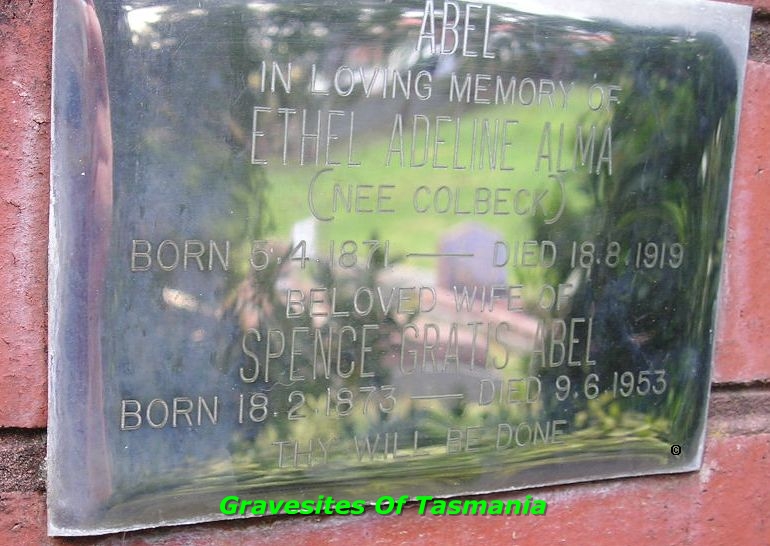 ABEL
IN LOVING MEMORY OF
ETHEL ADELINE ALMA
(NEE COLBECK)
BORN 5.4.1871 — DIED 18.8.1919
BELOVED WIFE OF
SPENCE GRATIS ABEL
BORN 18.2.1873 — DIED 9.6.1953
THY WILL BE DONE
©
Gravesites Of Tasmania